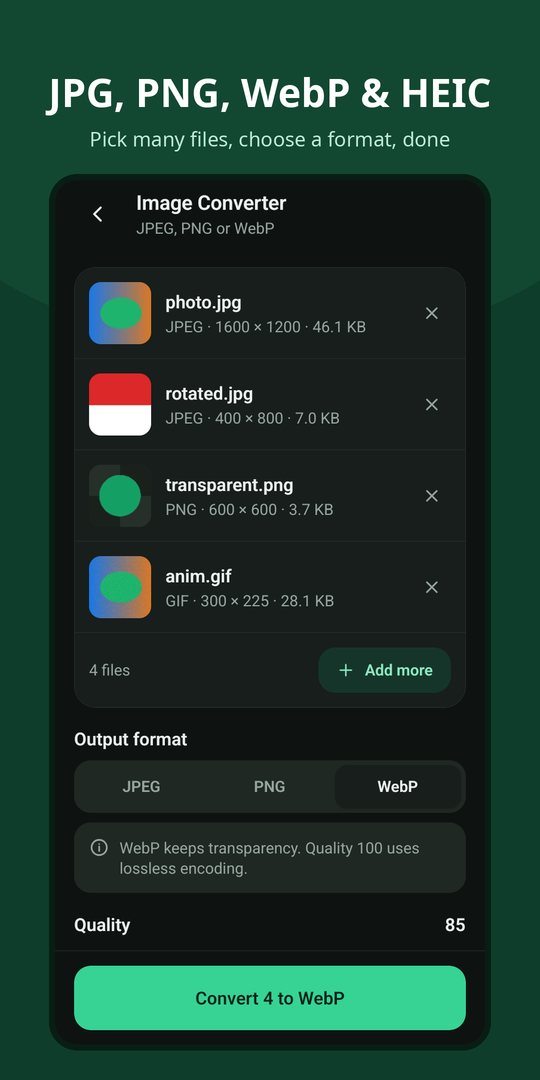 JPG, PNG, WebP & HEIC
Pick many files, choose a format, done
Image Converter
JPEG, PNG or WebP
photo.jpg
JPEG · 1600 × 1200 · 46.1 KB
rotated.jpg
JPEG · 400 × 800 · 7.0 KB
transparent.png
PNG · 600 × 600 · 3.7 KB
anim.gif
GIF · 300 × 225 · 28.1 KB
4 files
Add more
Output format
JPEG PNG WebP
WebP keeps transparency. Quality 100 uses
lossless encoding.
Quality 85
Convert 4 to WebP